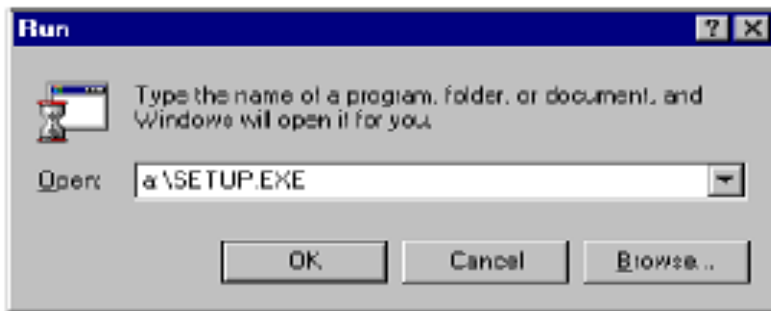 Run
Type the name of a program, folder, or document, and
Windows will open it for you.
Open: a:\SETUP.EXE
OK Cancel Browse...